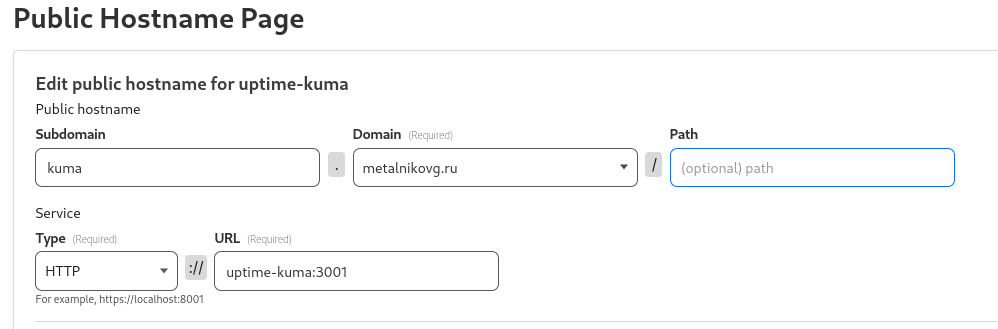 Public Hostname Page
Edit public hostname for uptime-kuma
Public hostname
Subdomain Domain (Required) Path
kuma . metalnikovg.ru / (optional) path
Service
Type (Required) URL (Required)
HTTP :// uptime-kuma:3001
For example, https://localhost:8001